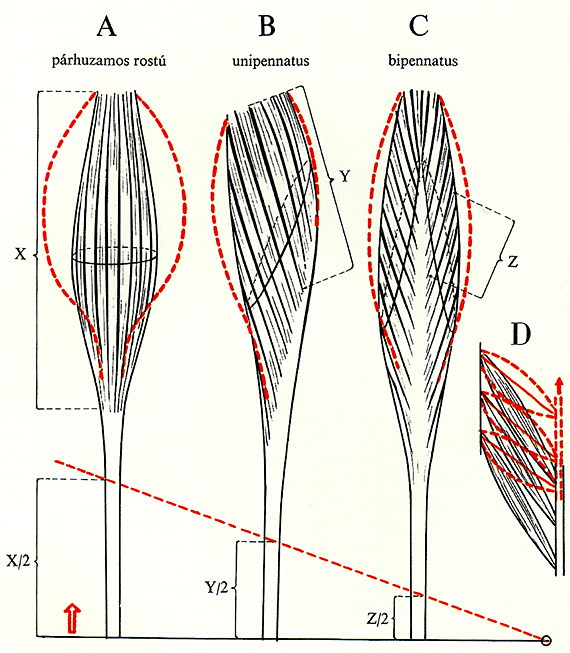 A
B
C
párhuzamos rostú
unipennatus
bipennatus
X
Y
Z
D
X/2
Y/2
Z/2